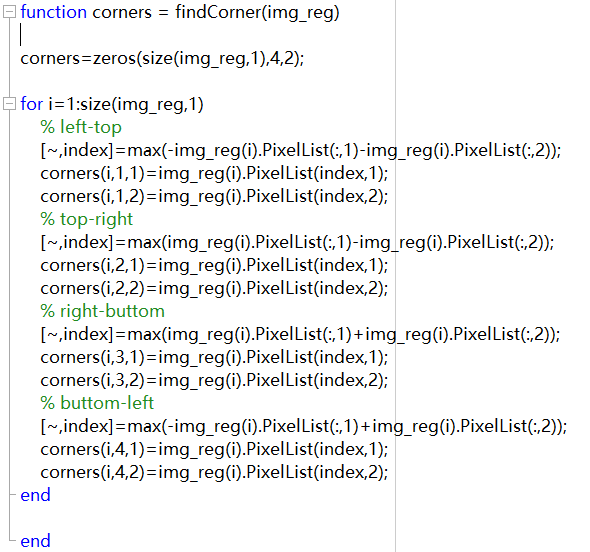 function corners = findCorner(img_reg)
corners=zeros(size(img_reg,1),4,2);
for i=1:size(img_reg,1)
% left-top
[~,index]=max(-img_reg(i).PixelList(:,1)-img_reg(i).PixelList(:,2));
corners(i,1,1)=img_reg(i).PixelList(index,1);
corners(i,1,2)=img_reg(i).PixelList(index,2);
% top-right
[~,index]=max(img_reg(i).PixelList(:,1)-img_reg(i).PixelList(:,2));
corners(i,2,1)=img_reg(i).PixelList(index,1);
corners(i,2,2)=img_reg(i).PixelList(index,2);
% right-buttom
[~,index]=max(img_reg(i).PixelList(:,1)+img_reg(i).PixelList(:,2));
corners(i,3,1)=img_reg(i).PixelList(index,1);
corners(i,3,2)=img_reg(i).PixelList(index,2);
% buttom-left
[~,index]=max(-img_reg(i).PixelList(:,1)+img_reg(i).PixelList(:,2));
corners(i,4,1)=img_reg(i).PixelList(index,1);
corners(i,4,2)=img_reg(i).PixelList(index,2);
end
end